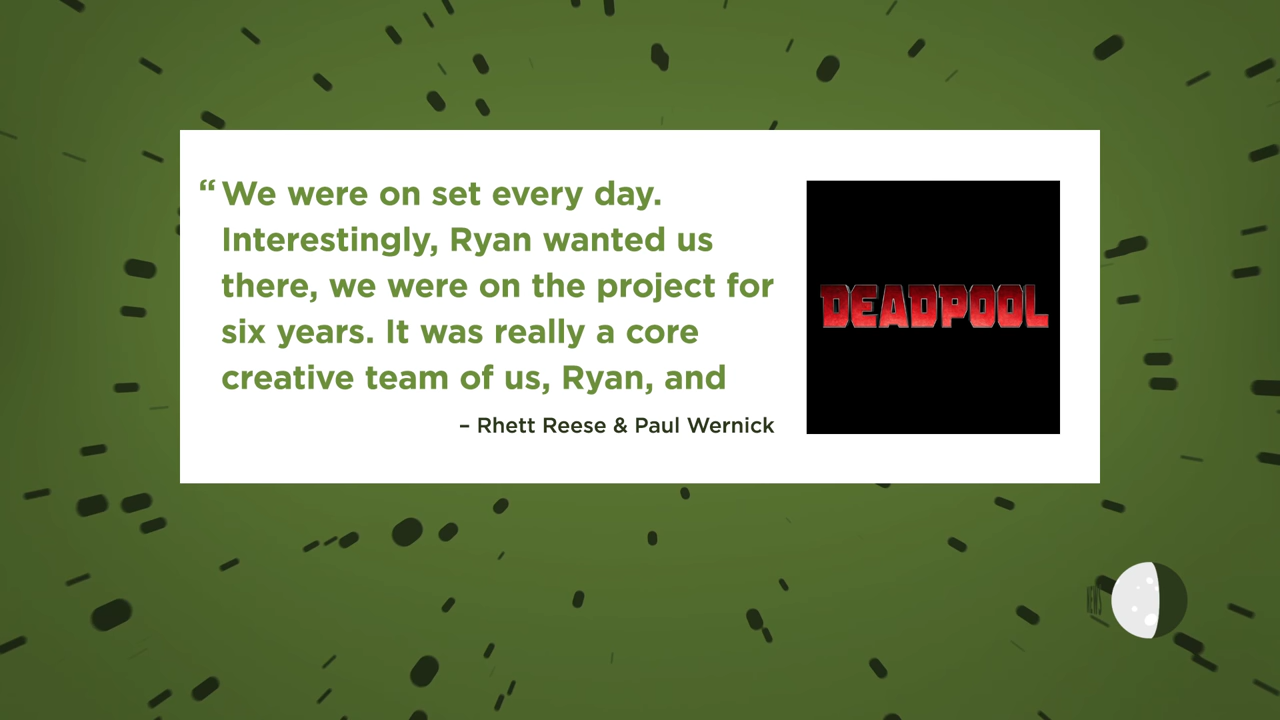 “We were on set every day.
Interestingly, Ryan wanted us
there, we were on the project for
six years. It was really a core
creative team of us, Ryan, and
– Rhett Reese & Paul Wernick
DEADPOOL
NEWS